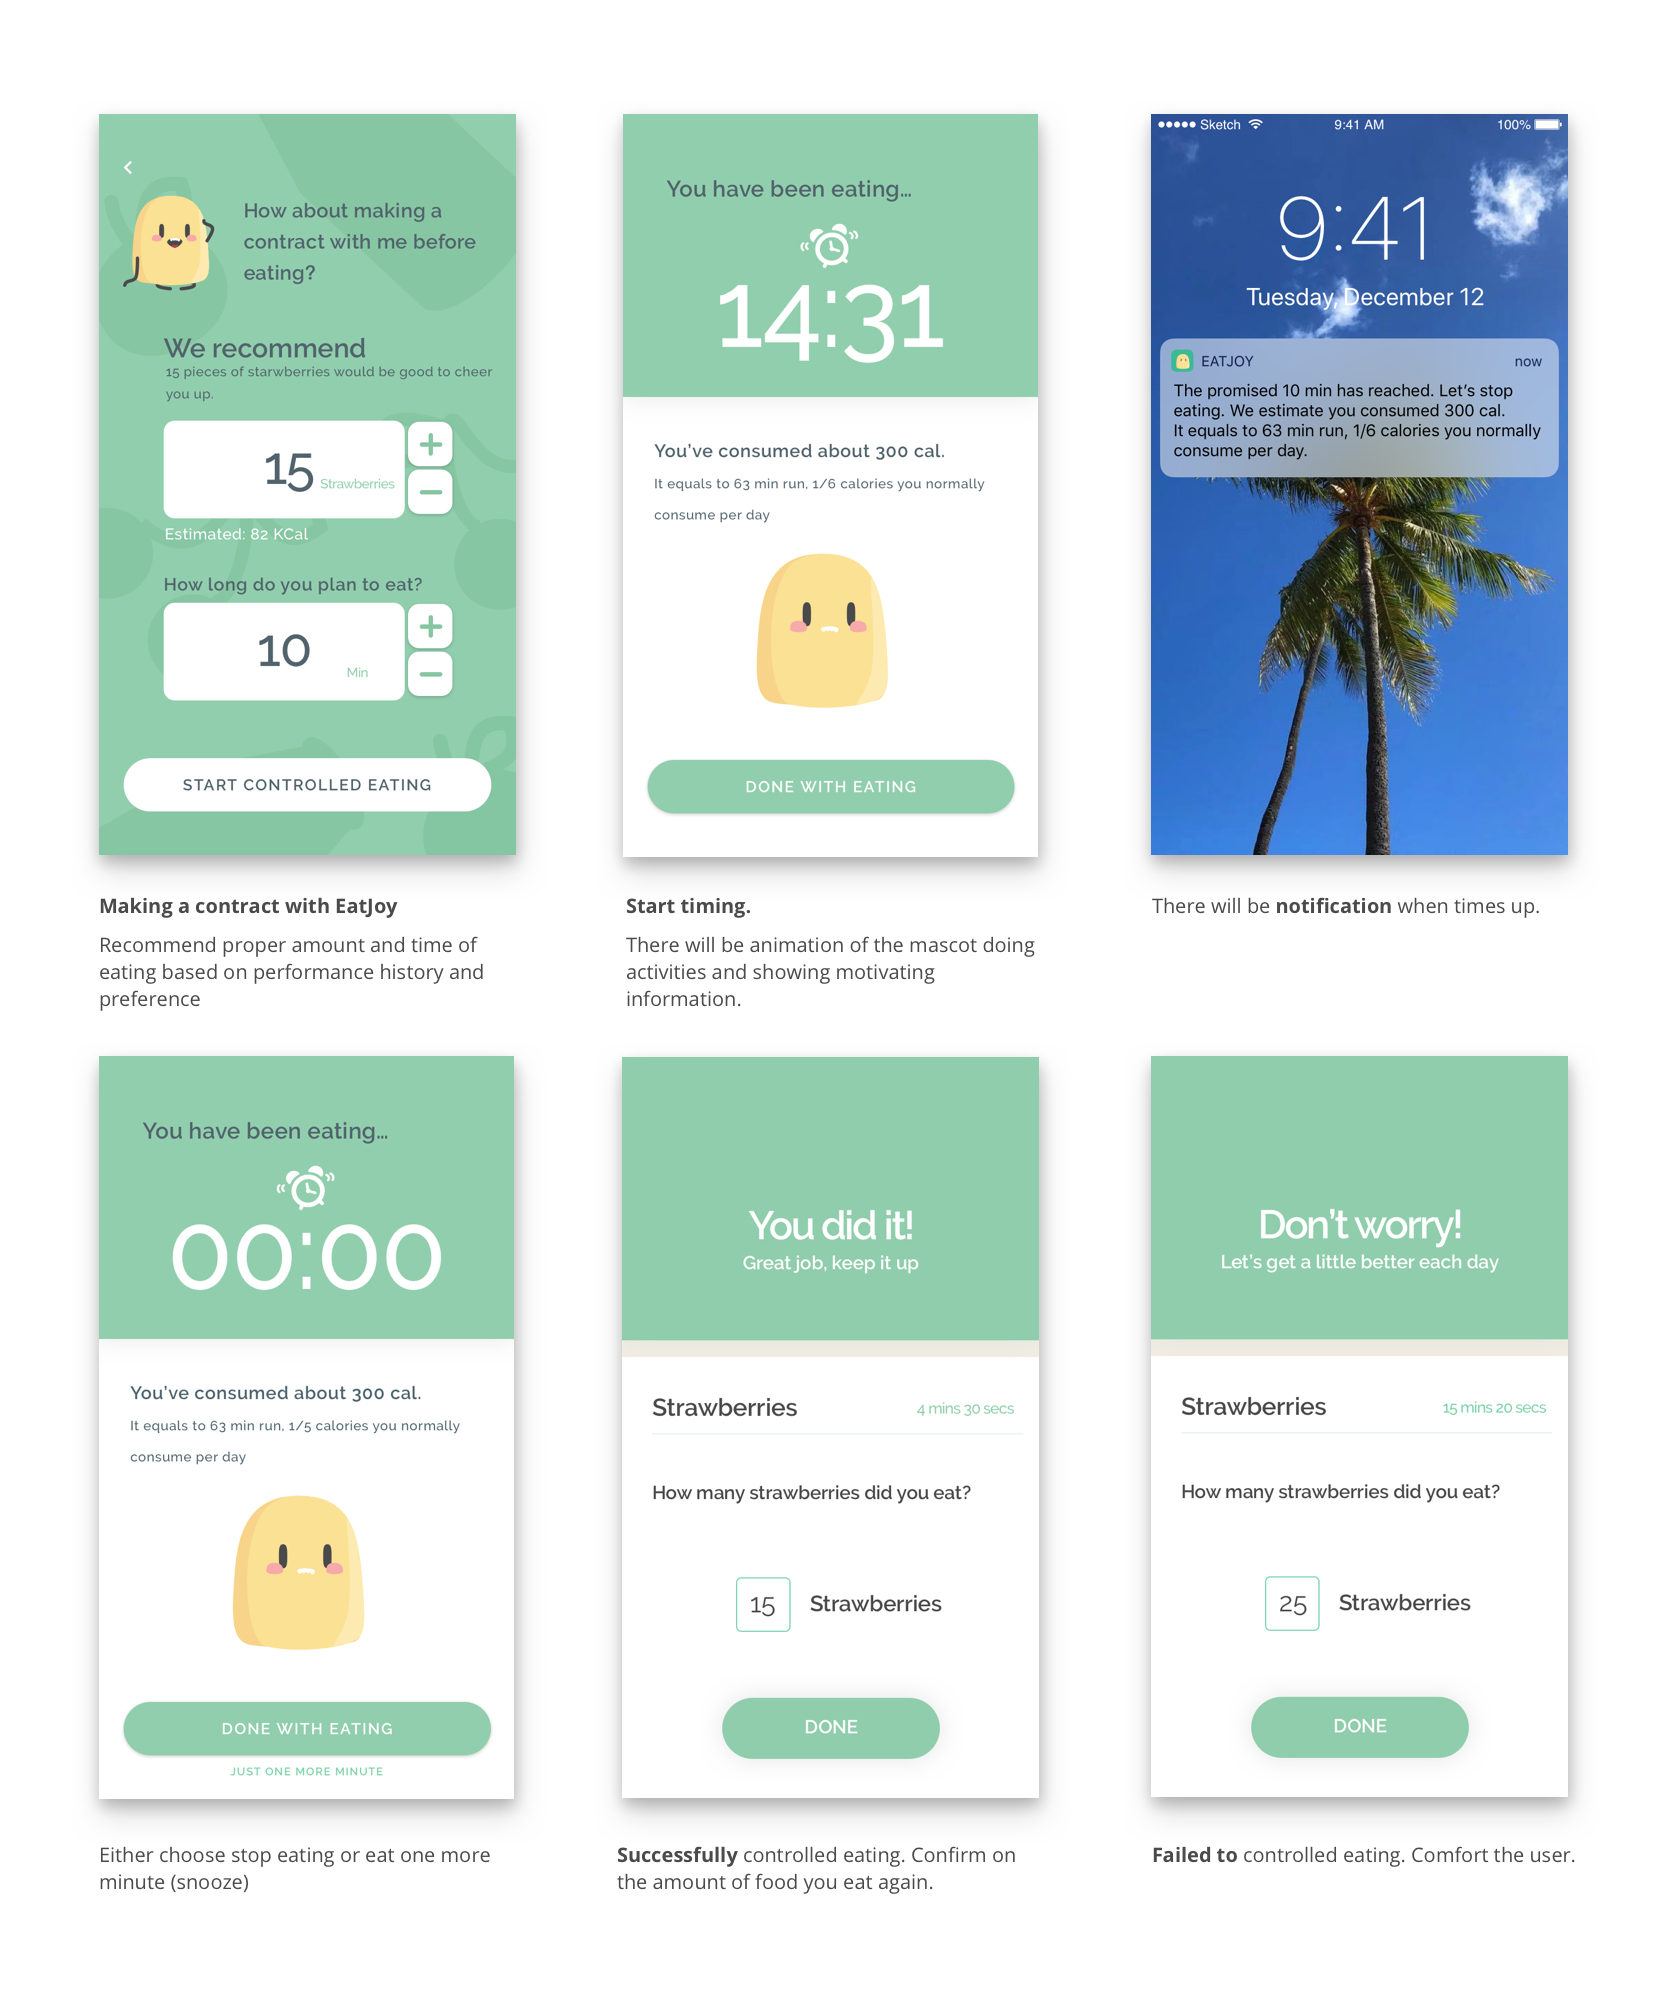 How about making a
contract with me before
eating?
We recommend
15 pieces of starwberries would be good to cheer
you up.
15 Strawberries
Estimated: 82 KCal
How long do you plan to eat?
10 Min
START CONTROLLED EATING
Making a contract with EatJoy
Recommend proper amount and time of
eating based on performance history and
preference
You have been eating...
14:31
You've consumed about 300 cal.
It equals to 63 min run, 1/6 calories you normally
consume per day
DONE WITH EATING
Start timing.
There will be animation of the mascot doing
activities and showing motivating
information.
Sketch 9:41 AM 100%
9:41
Tuesday, December 12
EATJOY now
The promised 10 min has reached. Let's stop
eating. We estimate you consumed 300 cal.
It equals to 63 min run, 1/6 calories you normally
consume per day.
There will be notification when times up.
You have been eating...
00:00
You've consumed about 300 cal.
It equals to 63 min run, 1/5 calories you normally
consume per day
DONE WITH EATING
JUST ONE MORE MINUTE
Either choose stop eating or eat one more
minute (snooze)
You did it!
Great job, keep it up
Strawberries 4 mins 30 secs
How many strawberries did you eat?
15 Strawberries
DONE
Successfully controlled eating. Confirm on
the amount of food you eat again.
Don't worry!
Let's get a little better each day
Strawberries 15 mins 20 secs
How many strawberries did you eat?
25 Strawberries
DONE
Failed to controlled eating. Comfort the user.